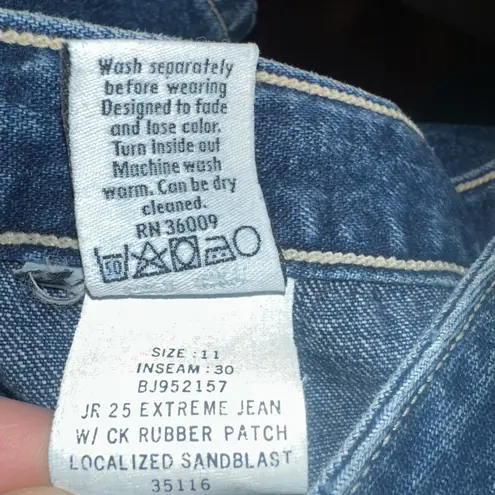 Wash separately
before wearing
Designed to fade
and lose color.
Turn Inside out
Machine wash
warm. Can be dry
cleaned.
RN 36009
SIZE : 11
INSEAM : 30
BJ952157
JR 25 EXTREME JEAN
W/ CK RUBBER PATCH
LOCALIZED SANDBLAST
35116